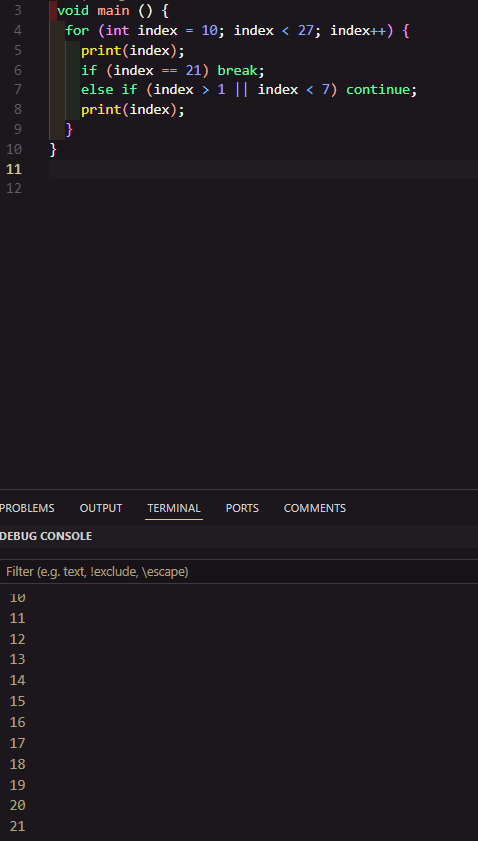 3 void main () {
4 for (int index = 10; index < 27; index++) {
5 print(index);
6 if (index == 21) break;
7 else if (index > 1 || index < 7) continue;
8 print(index);
9 }
10 }
11
12
PROBLEMS OUTPUT TERMINAL PORTS COMMENTS
DEBUG CONSOLE
Filter (e.g. text, !exclude, \escape)
10
11
12
13
14
15
16
17
18
19
20
21